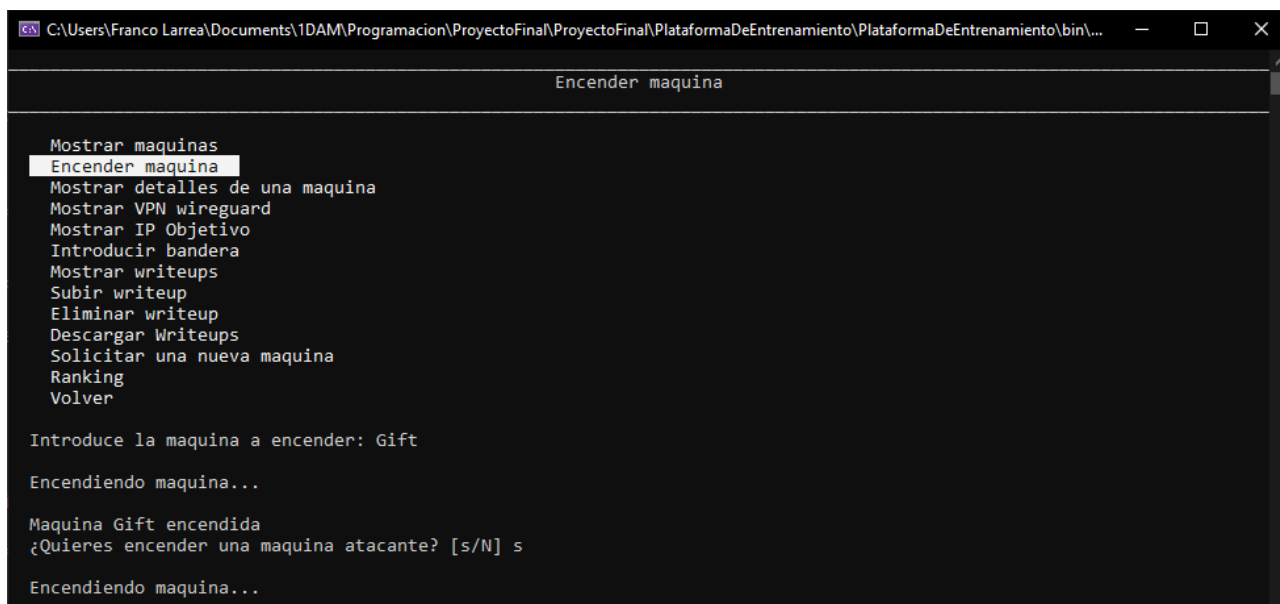 C:\Users\Franco Larrea\Documents\1DAM\Programacion\ProyectoFinal\ProyectoFinal\PlataformaDeEntrenamiento\PlataformaDeEntrenamiento\bin\...
Encender maquina
Mostrar maquinas
Encender maquina
Mostrar detalles de una maquina
Mostrar VPN wireguard
Mostrar IP Objetivo
Introducir bandera
Mostrar writeups
Subir writeup
Eliminar writeup
Descargar Writeups
Solicitar una nueva maquina
Ranking
Volver
Introduce la maquina a encender: Gift
Encendiendo maquina...
Maquina Gift encendida
¿Quieres encender una maquina atacante? [s/N] s
Encendiendo maquina...